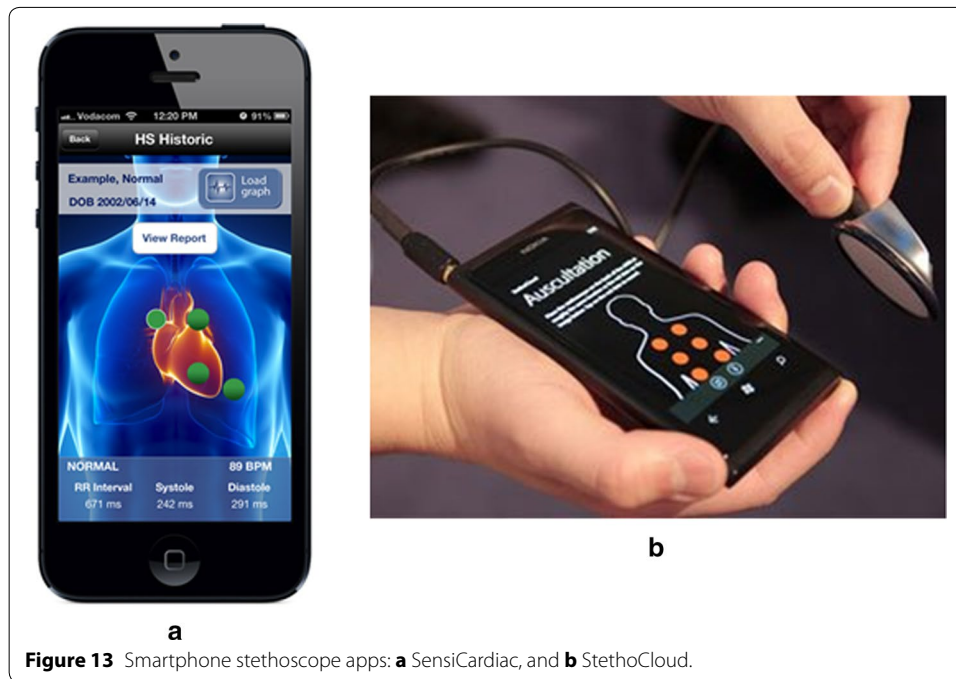 Vodacom 12:20 PM 91%
Back HS Historic
Example, Normal
DOB 2002/06/14
Load
graph
View Report
NORMAL 89 BPM
RR Interval Systole Diastole
671 ms 242 ms 291 ms
NOKIA
Auscultation
a
b
Figure 13 Smartphone stethoscope apps: a SensiCardiac, and b StethoCloud.